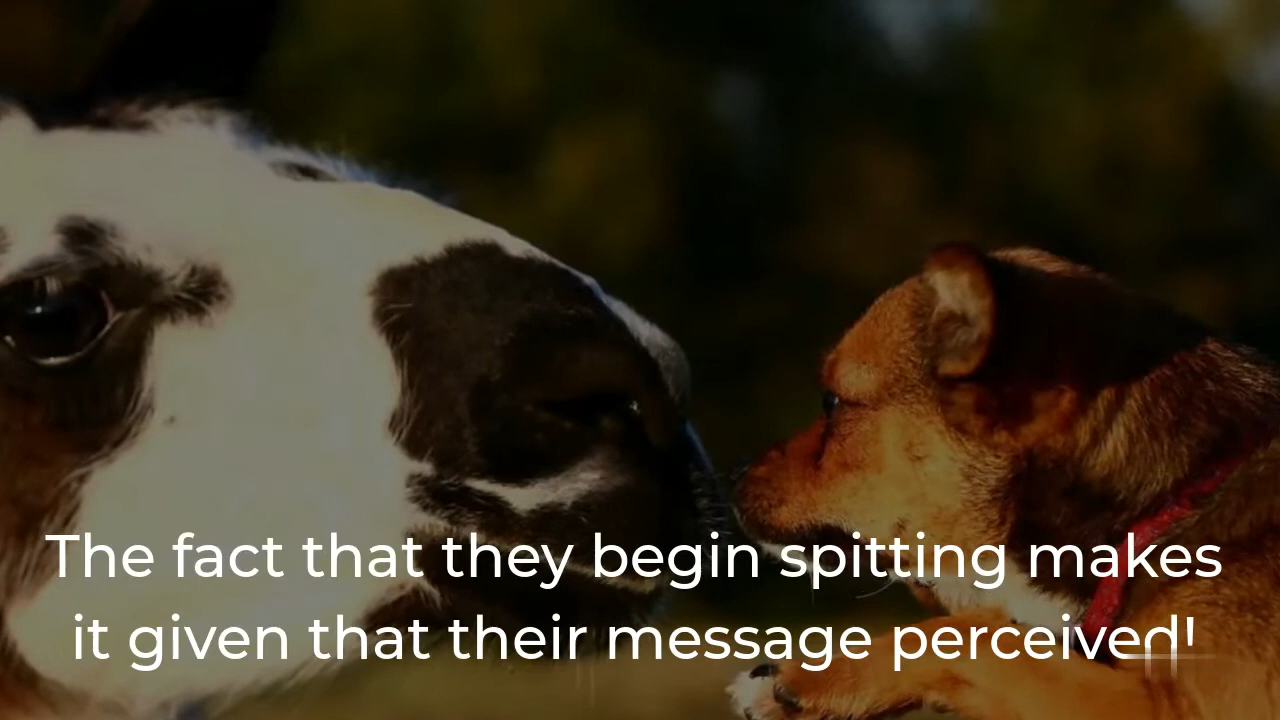 The fact that they begin spitting makes
it given that their message perceived!